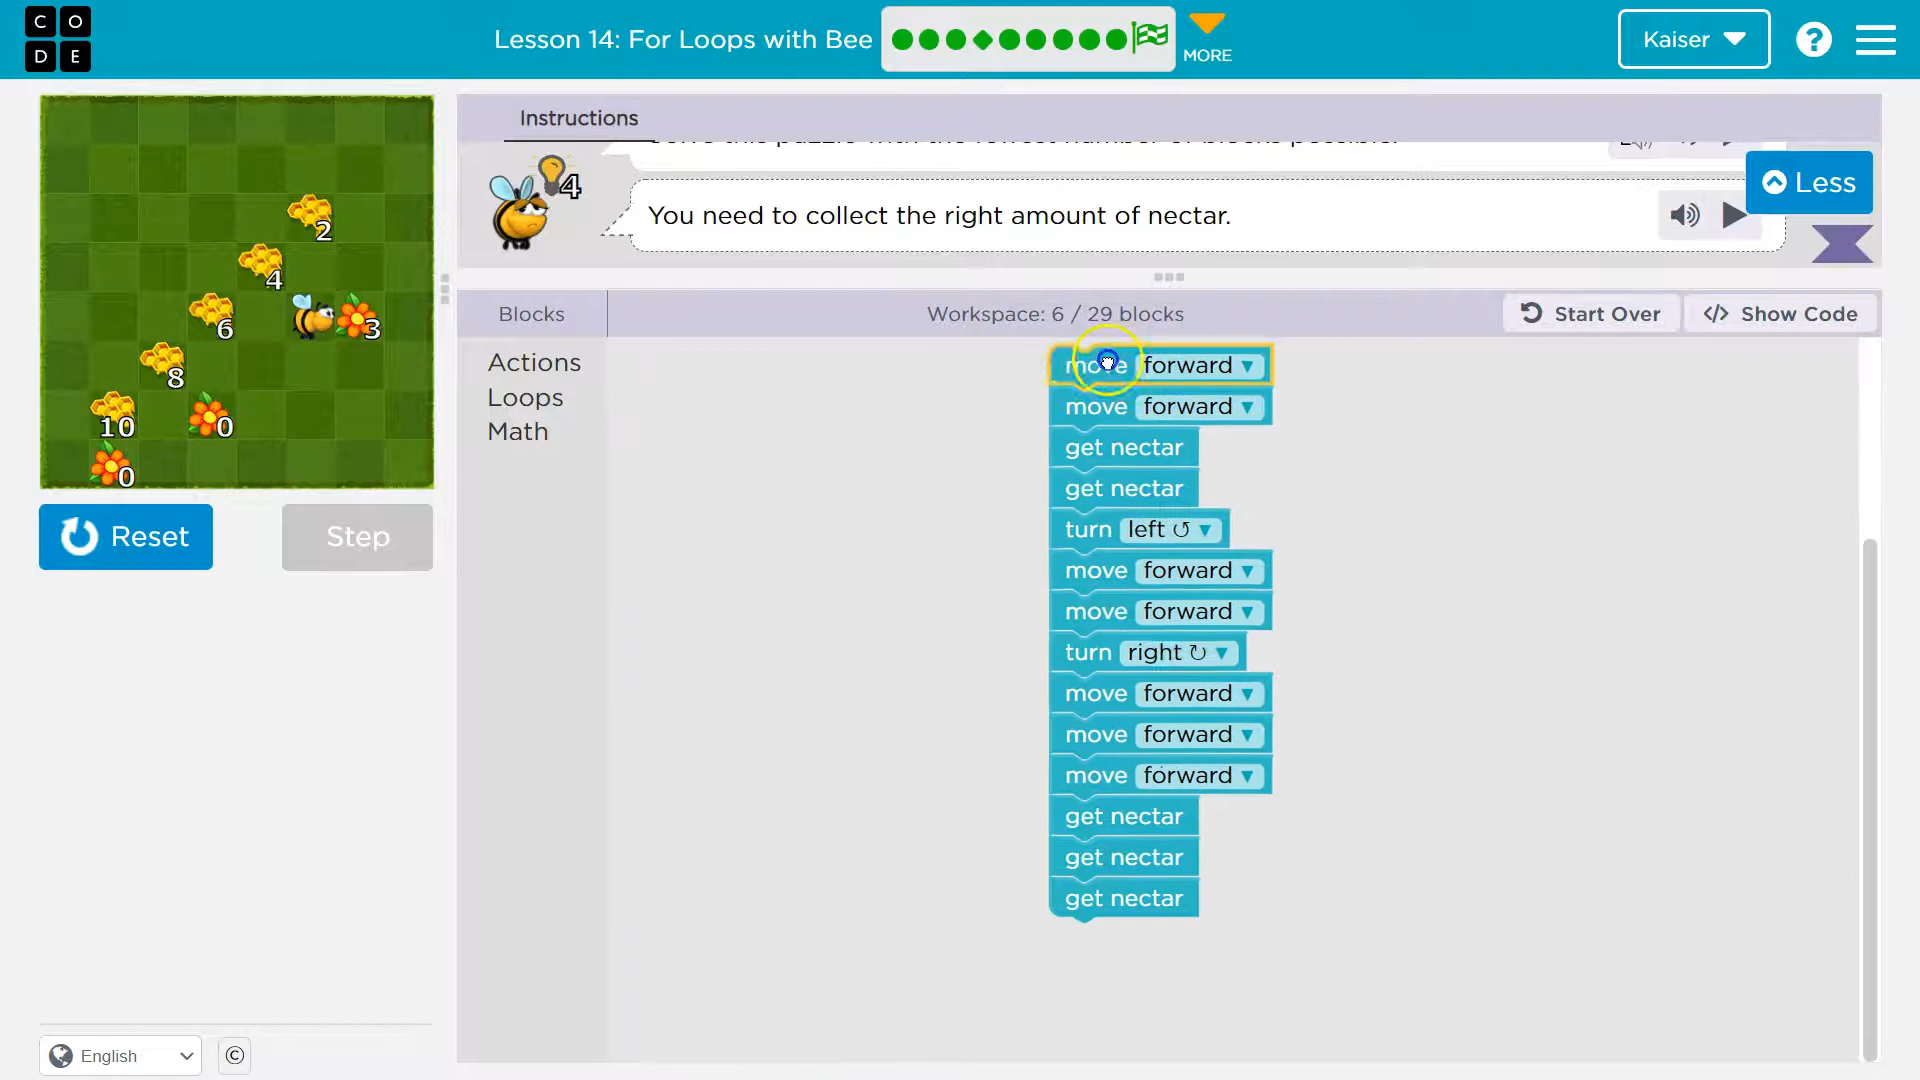 C O
D E
Lesson 14: For Loops with Bee
MORE
Kaiser
?
Instructions
4
You need to collect the right amount of nectar.
Less
2
4
6
3
8
10
0
0
Blocks
Workspace: 6 / 29 blocks
Start Over
</> Show Code
Actions
Loops
Math
move forward
move forward
get nectar
get nectar
turn left ↺
move forward
move forward
turn right ↻
move forward
move forward
move forward
get nectar
get nectar
get nectar
Reset
Step
English
©